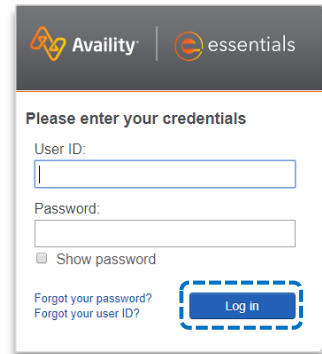 Availity essentials
Please enter your credentials
User ID:
Password:
Show password
Forgot your password?
Forgot your user ID?
Log in